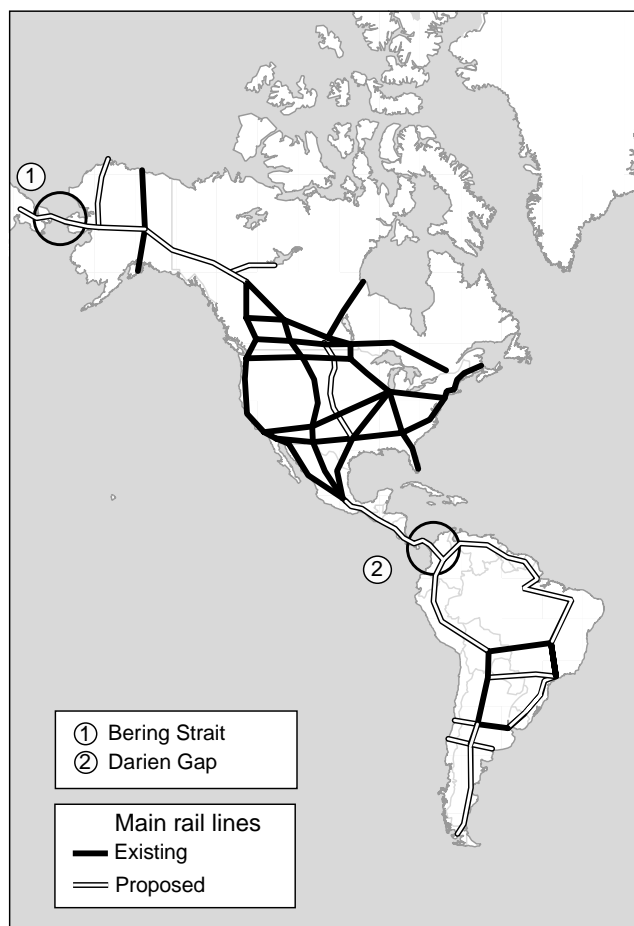 1
2
1 Bering Strait
2 Darien Gap
Main rail lines
Existing
Proposed